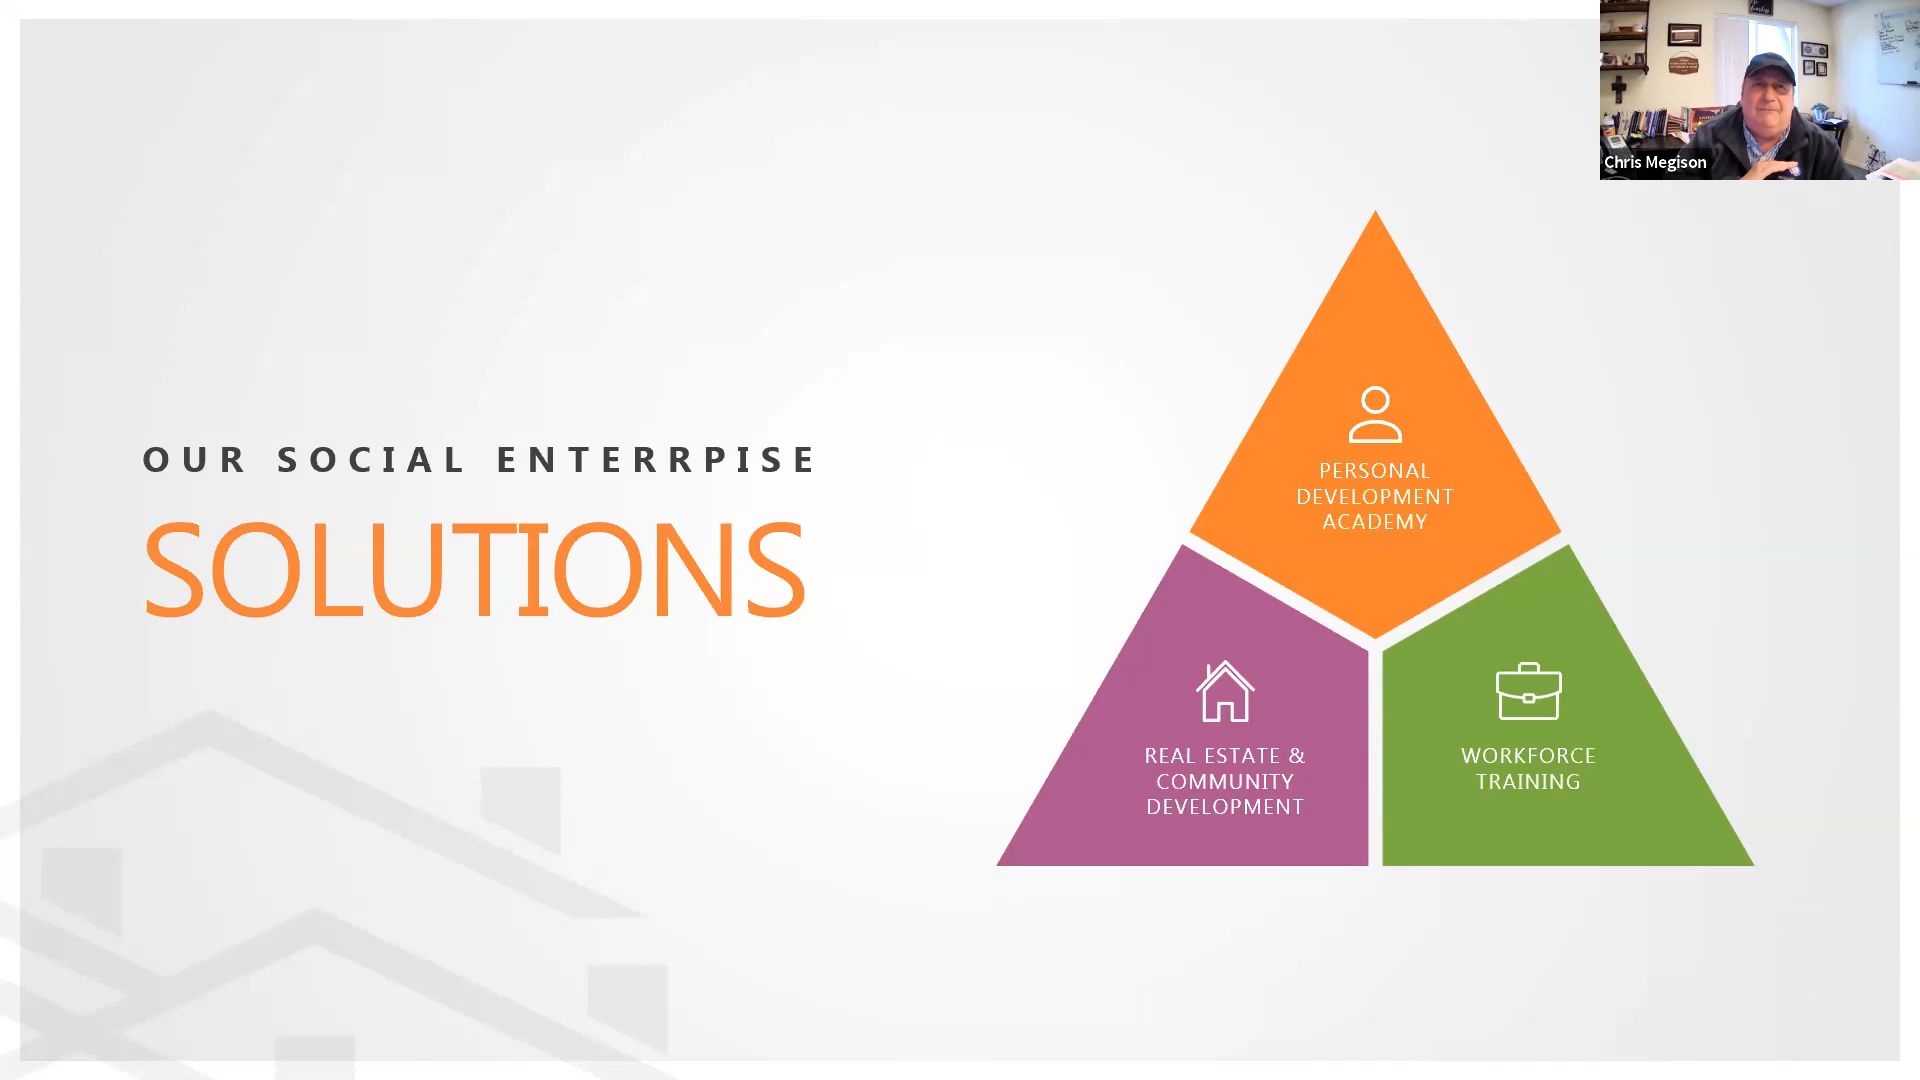 Chris Megison
OUR SOCIAL ENTERRPISE
SOLUTIONS
PERSONAL
DEVELOPMENT
ACADEMY
REAL ESTATE &
COMMUNITY
DEVELOPMENT
WORKFORCE
TRAINING